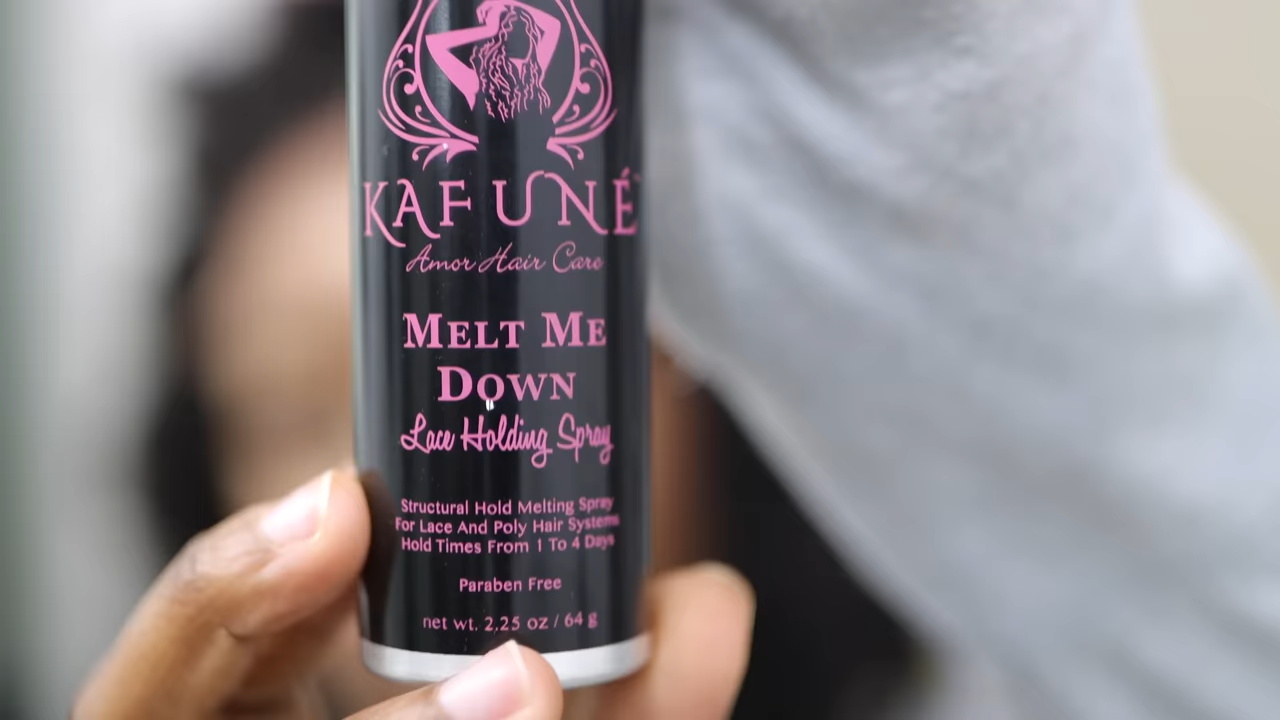 KAFUNÉ
Amor Hair Care
MELT ME
DOWN
Lace Holding Spray
Structural Hold Melting Spray
For Lace And Poly Hair Systems
Hold Times From 1 To 4 Days
Paraben Free
net wt. 2.25 oz / 64 g